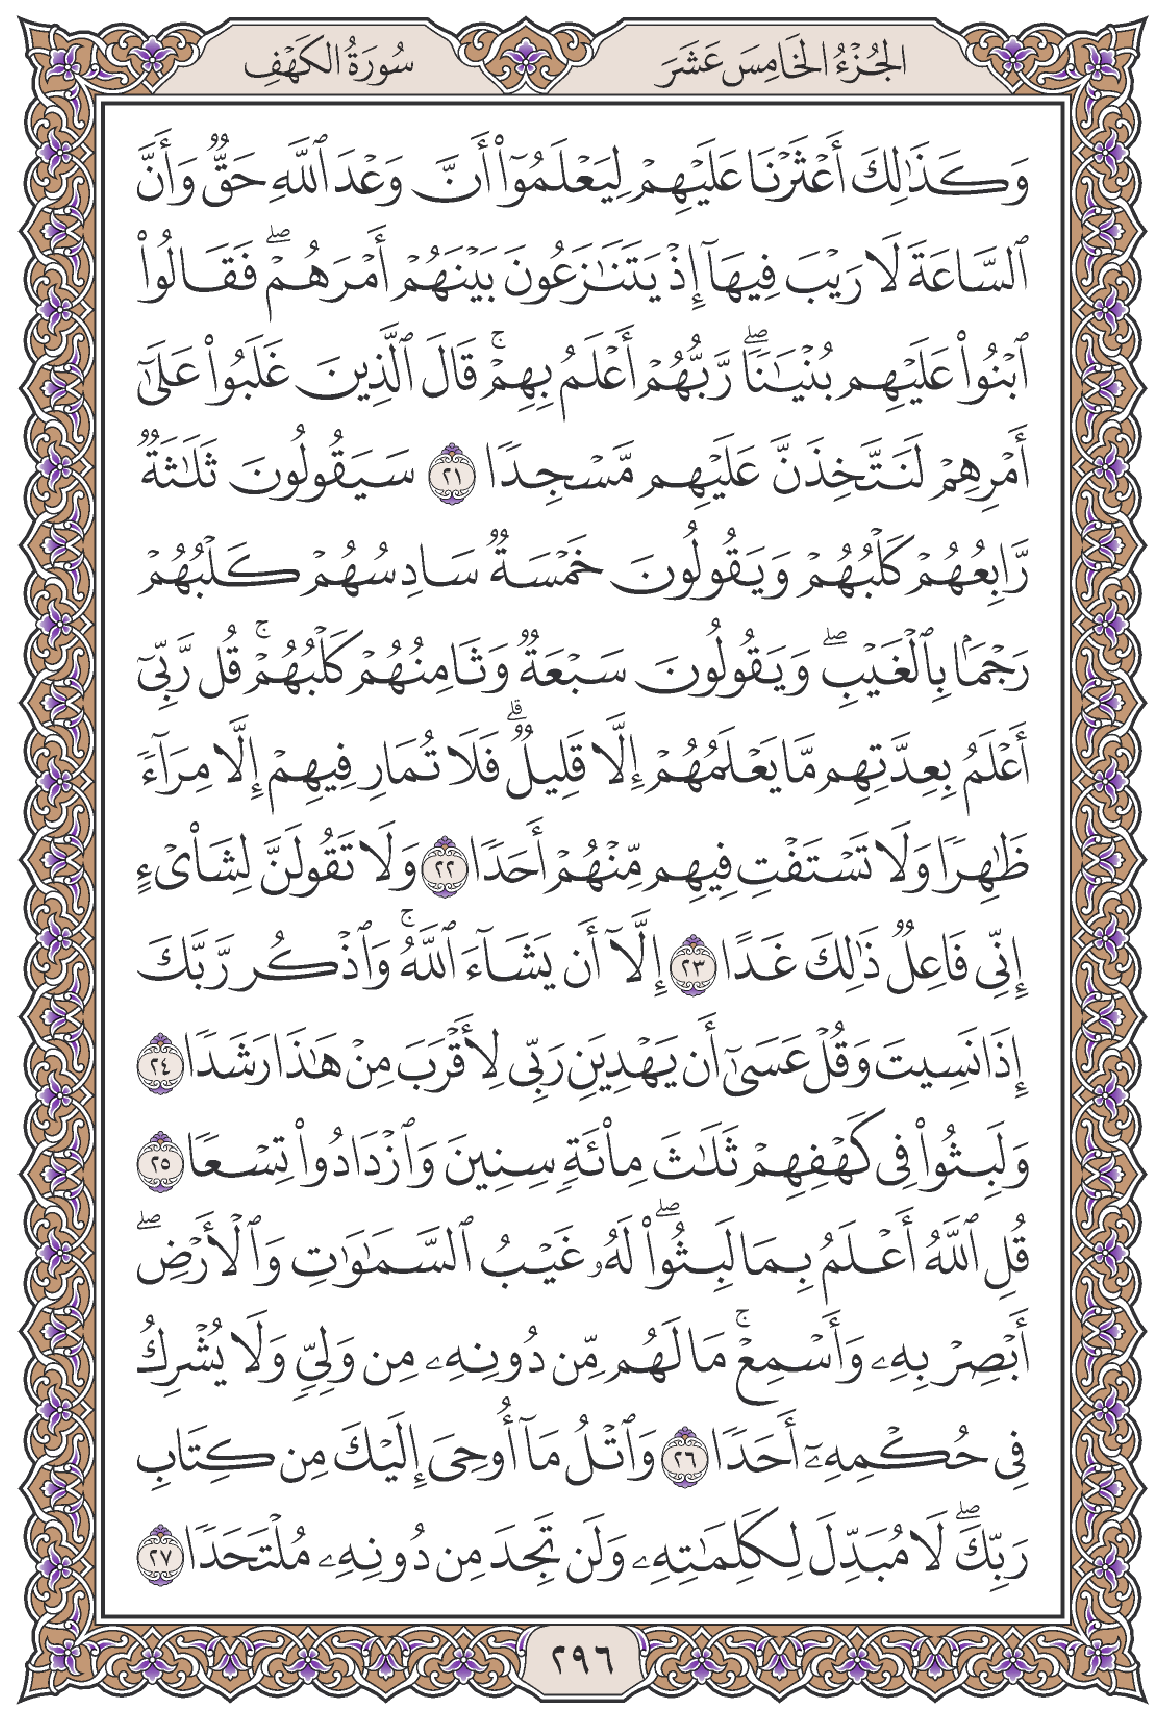 الجُزْءُ الخَامِسَ عَشَرَ
سُورَةُ الكَهْفِ
وَكَذَٰلِكَ أَعْثَرْنَا عَلَيْهِمْ لِيَعْلَمُوٓا۟ أَنَّ وَعْدَ ٱللَّهِ حَقٌّ وَأَنَّ
ٱلسَّاعَةَ لَا رَيْبَ فِيهَآ إِذْ يَتَنَٰزَعُونَ بَيْنَهُمْ أَمْرَهُمْ ۖ فَقَالُوا۟
ٱبْنُوا۟ عَلَيْهِم بُنْيَٰنًا ۖ رَّبُّهُمْ أَعْلَمُ بِهِمْ ۚ قَالَ ٱلَّذِينَ غَلَبُوا۟ عَلَىٰٓ
أَمْرِهِمْ لَنَتَّخِذَنَّ عَلَيْهِم مَّسْجِدًا ٢١ سَيَقُولُونَ ثَلَٰثَةٌ
رَّابِعُهُمْ كَلْبُهُمْ وَيَقُولُونَ خَمْسَةٌ سَادِسُهُمْ كَلْبُهُمْ
رَجْمًۢا بِٱلْغَيْبِ ۖ وَيَقُولُونَ سَبْعَةٌ وَثَامِنُهُمْ كَلْبُهُمْ ۚ قُل رَّبِّىٓ
أَعْلَمُ بِعِدَّتِهِم مَّا يَعْلَمُهُمْ إِلَّا قَلِيلٌ ۗ فَلَا تُمَارِ فِيهِمْ إِلَّا مِرَآءً
ظَٰهِرًا وَلَا تَسْتَفْتِ فِيهِم مِّنْهُمْ أَحَدًا ٢٢ وَلَا تَقُولَنَّ لِشَا۟ىْءٍ
إِنِّى فَاعِلٌ ذَٰلِكَ غَدًا ٢٣ إِلَّآ أَن يَشَآءَ ٱللَّهُ ۚ وَٱذْكُر رَّبَّكَ
إِذَا نَسِيتَ وَقُلْ عَسَىٰٓ أَن يَهْدِيَنِ رَبِّى لِأَقْرَبَ مِنْ هَٰذَا رَشَدًا ٢٤
وَلَبِثُوا۟ فِى كَهْفِهِمْ ثَلَٰثَ مِا۟ئَةٍ سِنِينَ وَٱزْدَادُوا۟ تِسْعًا ٢٥
قُلِ ٱللَّهُ أَعْلَمُ بِمَا لَبِثُوا۟ ۖ لَهُۥ غَيْبُ ٱلسَّمَٰوَٰتِ وَٱلْأَرْضِ ۖ
أَبْصِرْ بِهِۦ وَأَسْمِعْ ۚ مَا لَهُم مِّن دُونِهِۦ مِن وَلِىٍّ وَلَا يُشْرِكُ
فِى حُكْمِهِۦٓ أَحَدًا ٢٦ وَٱتْلُ مَآ أُوحِىَ إِلَيْكَ مِن كِتَابِ
رَبِّكَ ۖ لَا مُبَدِّلَ لِكَلِمَٰتِهِۦ وَلَن تَجِدَ مِن دُونِهِۦ مُلْتَحَدًا ٢٧
٢٩٦